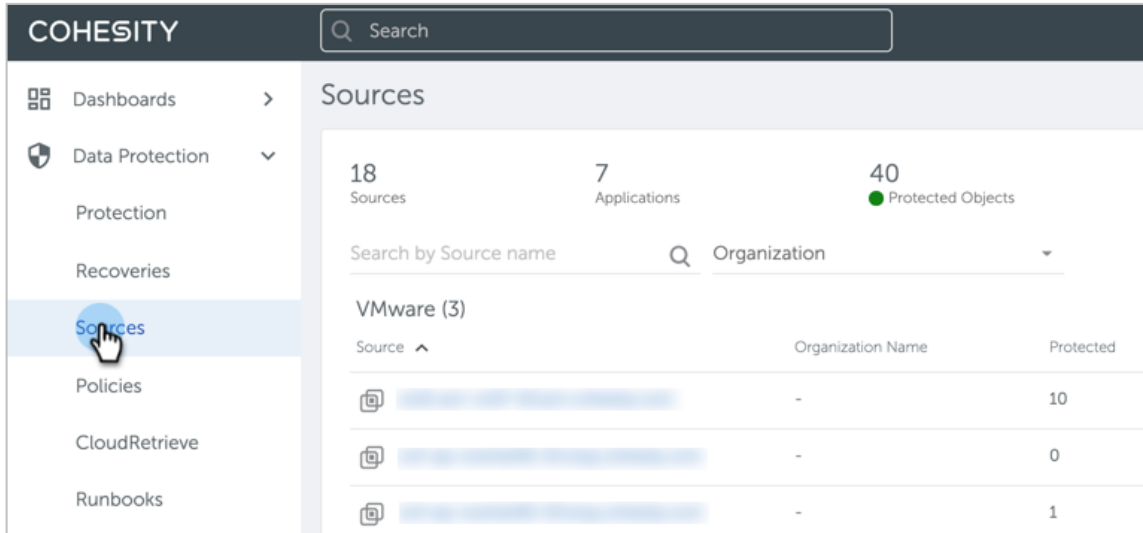 COHESITY
Search
Dashboards
Data Protection
Protection
Recoveries
Sources
Policies
CloudRetrieve
Runbooks
Sources
18
Sources
7
Applications
40
Protected Objects
Search by Source name
Organization
VMware (3)
Source
Organization Name
Protected
-
10
-
0
-
1